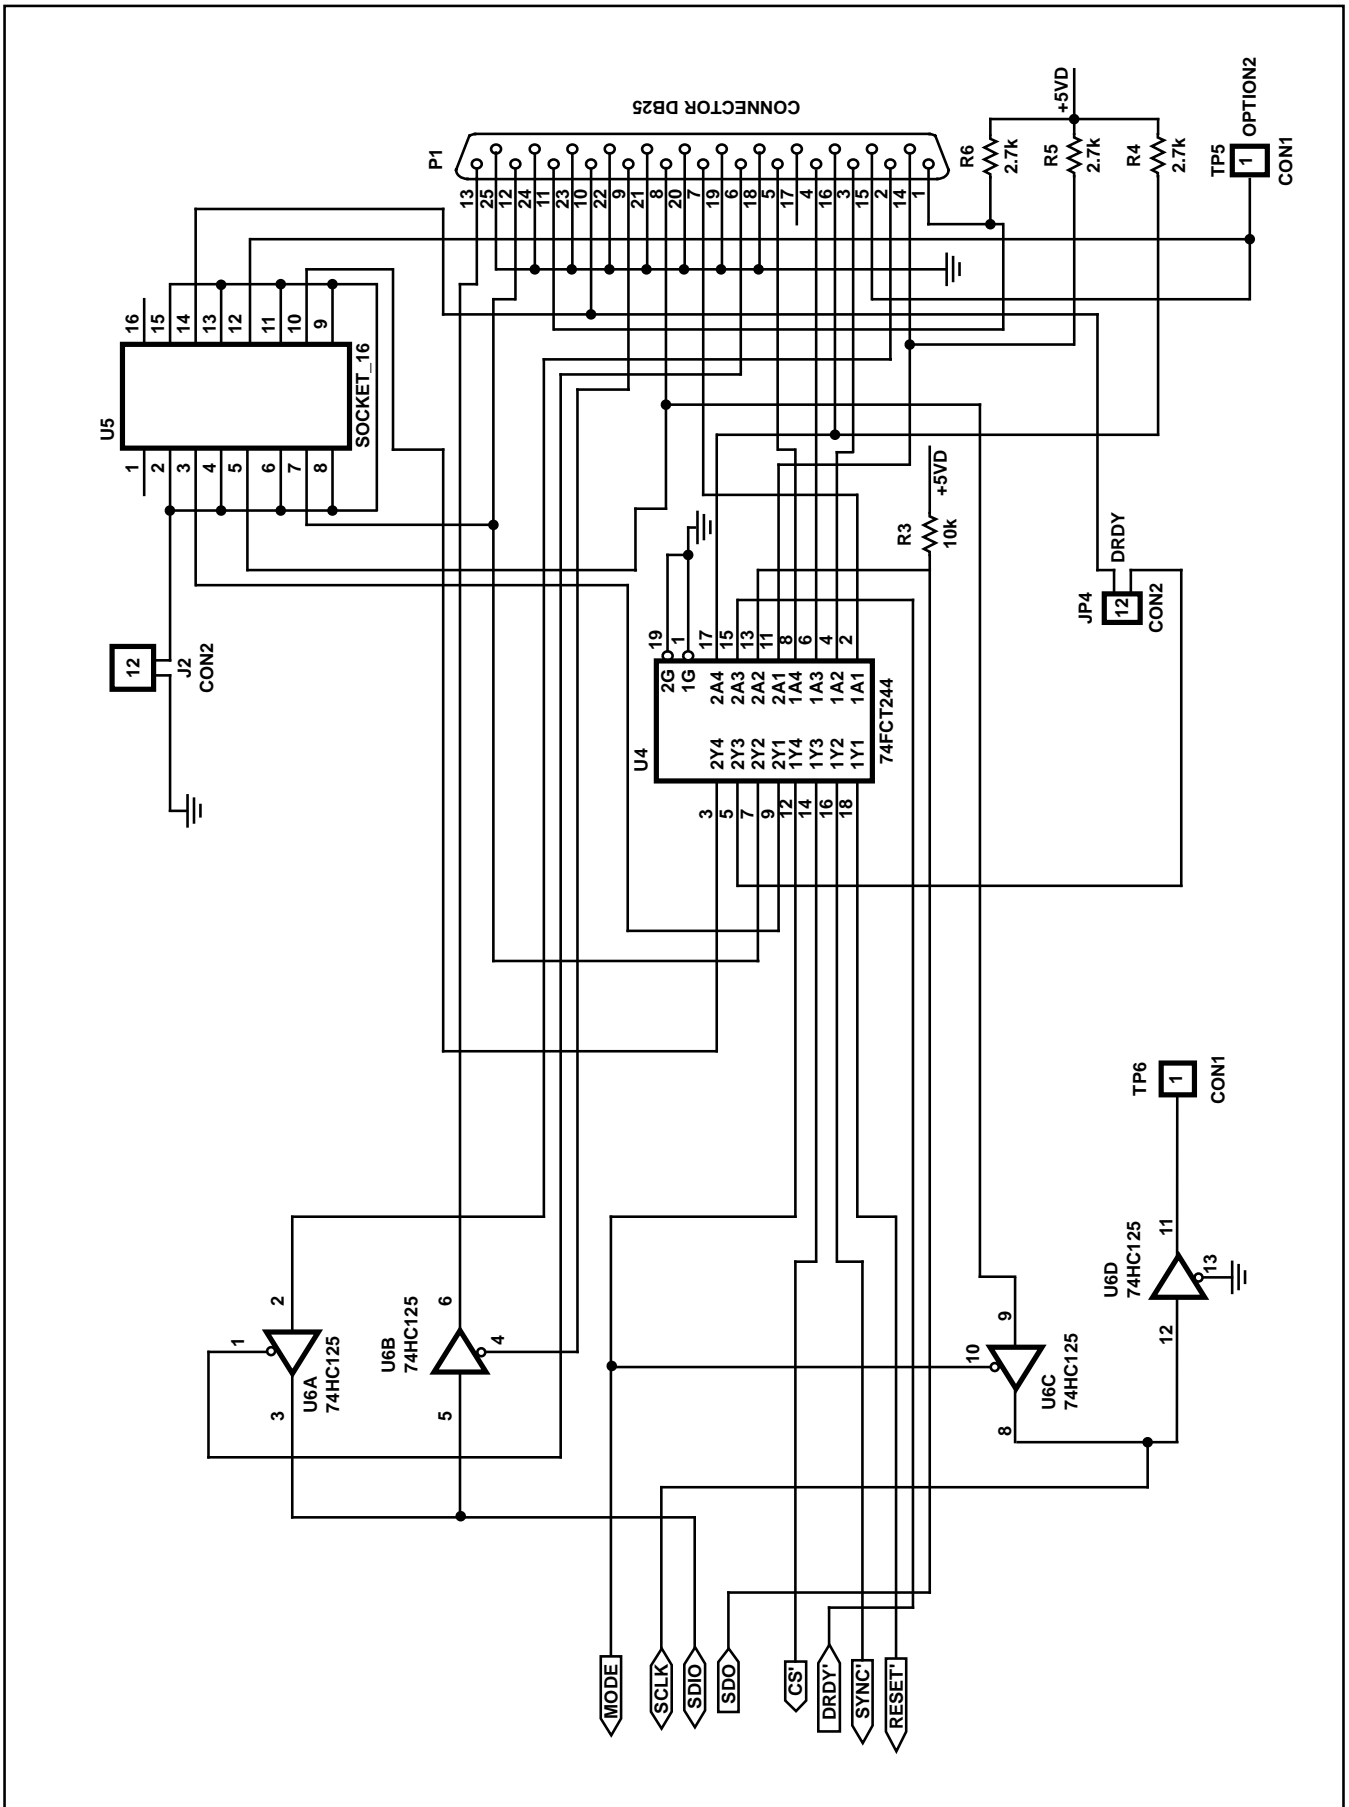 CONNECTOR DB25
P1
13
25
12
24
11
23
10
22
9
21
8
20
7
19
6
18
5
17
4
16
3
15
2
14
1
R6
2.7k
R5
2.7k
R4
2.7k
+5VD
TP5
OPTION2
1
CON1
U5
SOCKET_16
16
15
14
13
12
11
10
9
1
2
3
4
5
6
7
8
J2
CON2
12
R3
10k
+5VD
DRDY
JP4
12
CON2
U4
74FCT244
19
1
17
15
13
11
8
6
4
2
2G
1G
2A4
2A3
2A2
2A1
1A4
1A3
1A2
1A1
2Y4
2Y3
2Y2
2Y1
1Y4
1Y3
1Y2
1Y1
3
5
7
9
12
14
16
18
TP6
1
CON1
U6A
74HC125
1
2
3
U6B
74HC125
6
4
5
U6C
74HC125
9
10
8
U6D
74HC125
11
13
12
MODE
SCLK
SDIO
SDO
CS'
DRDY'
SYNC'
RESET'